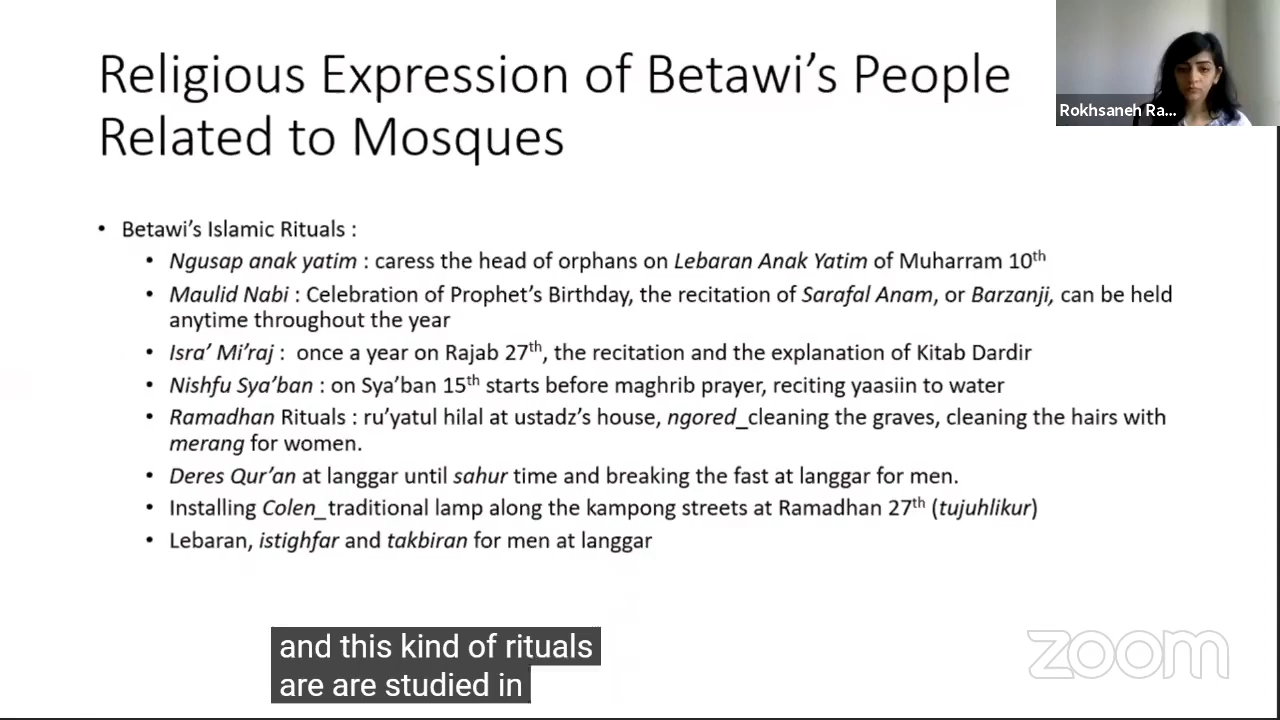 Religious Expression of Betawi's People
Related to Mosques
Rokhsaneh Ra...
• Betawi's Islamic Rituals :
• Ngusap anak yatim : caress the head of orphans on Lebaran Anak Yatim of Muharram 10th
• Maulid Nabi : Celebration of Prophet's Birthday, the recitation of Sarafal Anam, or Barzanji, can be held
anytime throughout the year
• Isra' Mi'raj : once a year on Rajab 27th, the recitation and the explanation of Kitab Dardir
• Nishfu Sya'ban : on Sya'ban 15th starts before maghrib prayer, reciting yaasiin to water
• Ramadhan Rituals : ru'yatul hilal at ustadz's house, ngored_cleaning the graves, cleaning the hairs with
merang for women.
• Deres Qur'an at langgar until sahur time and breaking the fast at langgar for men.
• Installing Colen_traditional lamp along the kampong streets at Ramadhan 27th (tujuhlikur)
• Lebaran, istighfar and takbiran for men at langgar
and this kind of rituals
are are studied in
zoom